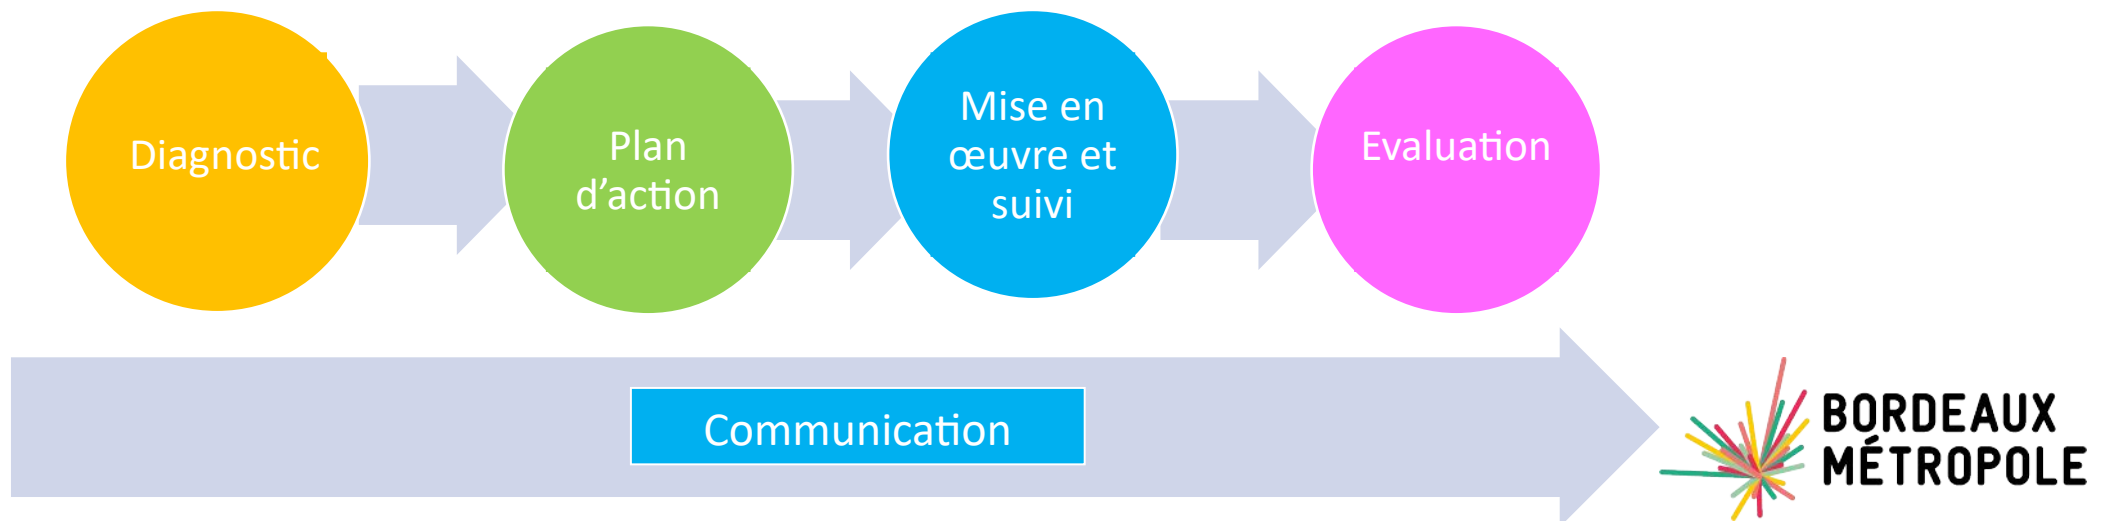 Diagnostic
Plan
d’action
Mise en
œuvre et
suivi
Evaluation
Communication
BORDEAUX
MÉTROPOLE